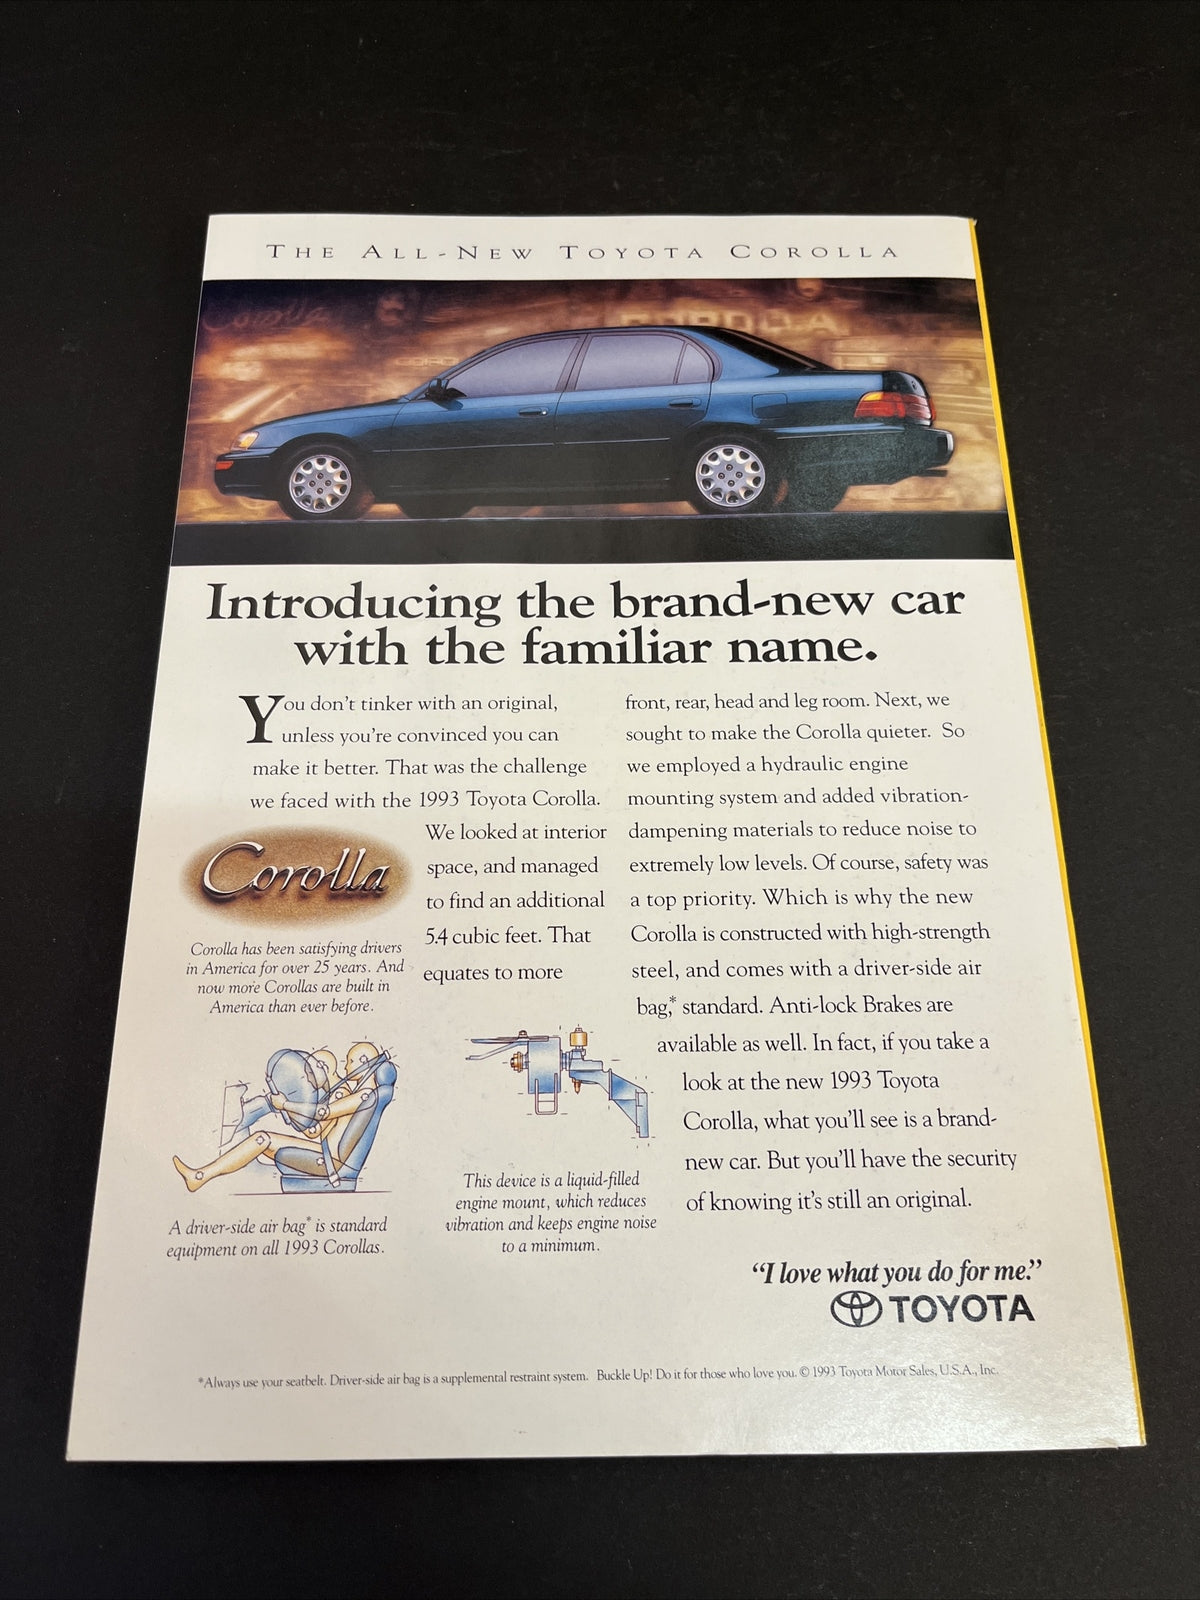 THE ALL-NEW TOYOTA COROLLA
Corolla
COROLLA
Introducing the brand-new car
with the familiar name.
You don't tinker with an original,
unless you're convinced you can
make it better. That was the challenge
we faced with the 1993 Toyota Corolla.
We looked at interior
space, and managed
to find an additional
5.4 cubic feet. That
equates to more
Corolla
Corolla has been satisfying drivers
in America for over 25 years. And
now more Corollas are built in
America than ever before.
A driver-side air bag* is standard
equipment on all 1993 Corollas.
This device is a liquid-filled
engine mount, which reduces
vibration and keeps engine noise
to a minimum.
front, rear, head and leg room. Next, we
sought to make the Corolla quieter. So
we employed a hydraulic engine
mounting system and added vibration-
dampening materials to reduce noise to
extremely low levels. Of course, safety was
a top priority. Which is why the new
Corolla is constructed with high-strength
steel, and comes with a driver-side air
bag,* standard. Anti-lock Brakes are
available as well. In fact, if you take a
look at the new 1993 Toyota
Corolla, what you'll see is a brand-
new car. But you'll have the security
of knowing it's still an original.
"I love what you do for me."
TOYOTA
*Always use your seatbelt. Driver-side air bag is a supplemental restraint system. Buckle Up! Do it for those who love you. © 1993 Toyota Motor Sales, U.S.A., Inc.